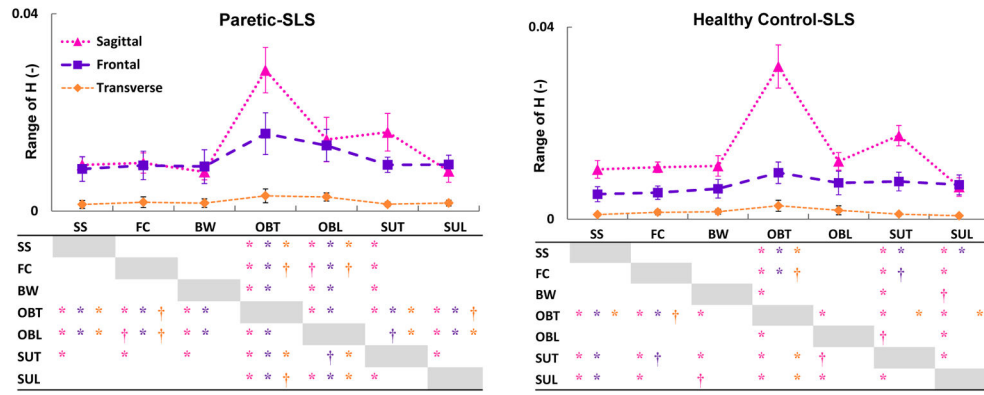 Paretic-SLS
0.04
Range of H (-)
Sagittal
Frontal
Transverse
0
SS FC BW OBT OBL SUT SUL
SS * * * * * * *
FC * * † † * † *
BW * * * * *
OBT * * * * * † * * * * * * * †
OBL * * * † * † * * * * † * * * *
SUT * * * * * * † * *
SUL * * † * * * *
Healthy Control-SLS
0.04
Range of H (-)
0
SS FC BW OBT OBL SUT SUL
SS * * * * * * *
FC * * † * † *
BW * * †
OBT * * * * * † * * * * *
OBL * † *
SUT * * * † * * * † *
SUL * * * † * * * *